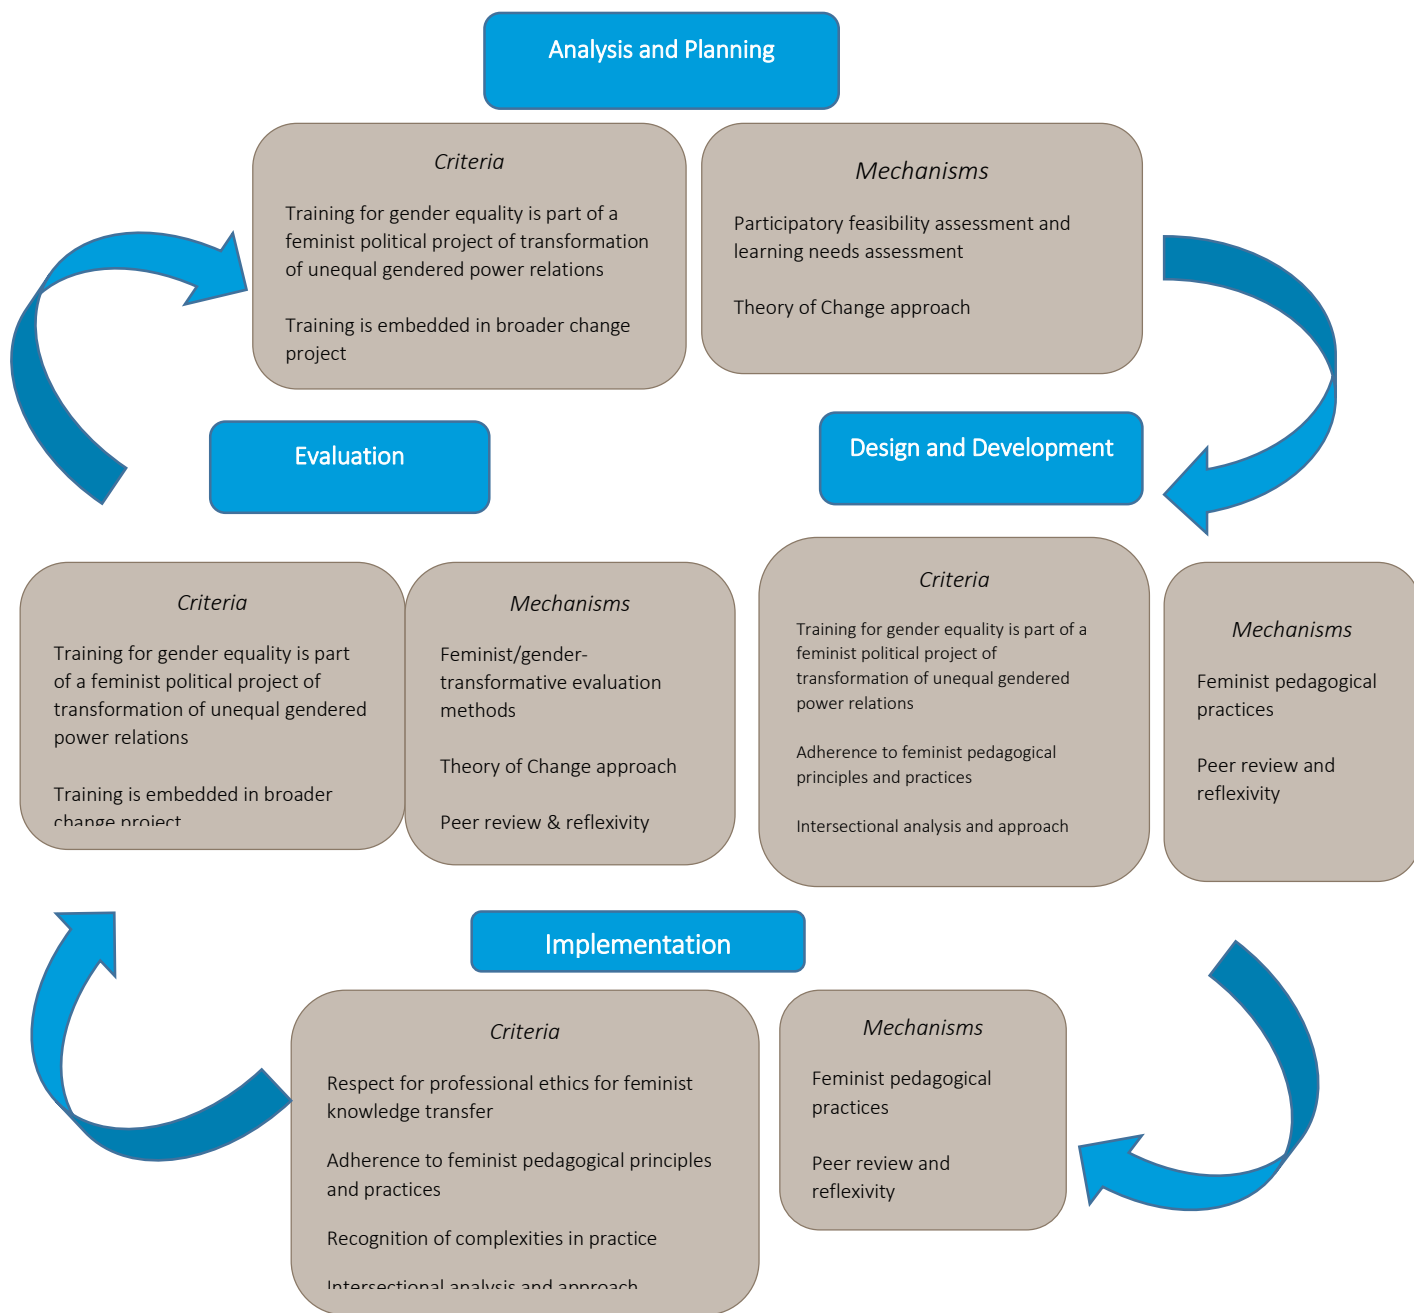 Analysis and Planning
Criteria
Training for gender equality is part of a
feminist political project of transformation
of unequal gendered power relations
Training is embedded in broader change
project
Mechanisms
Participatory feasibility assessment and
learning needs assessment
Theory of Change approach
Evaluation
Design and Development
Criteria
Training for gender equality is part
of a feminist political project of
transformation of unequal gendered
power relations
Training is embedded in broader
change project
Mechanisms
Feminist/gender-
transformative evaluation
methods
Theory of Change approach
Peer review & reflexivity
Criteria
Training for gender equality is part of a
feminist political project of
transformation of unequal gendered
power relations
Adherence to feminist pedagogical
principles and practices
Intersectional analysis and approach
Mechanisms
Feminist pedagogical
practices
Peer review and
reflexivity
Implementation
Criteria
Respect for professional ethics for feminist
knowledge transfer
Adherence to feminist pedagogical principles
and practices
Recognition of complexities in practice
Intersectional analysis and approach
Mechanisms
Feminist pedagogical
practices
Peer review and
reflexivity